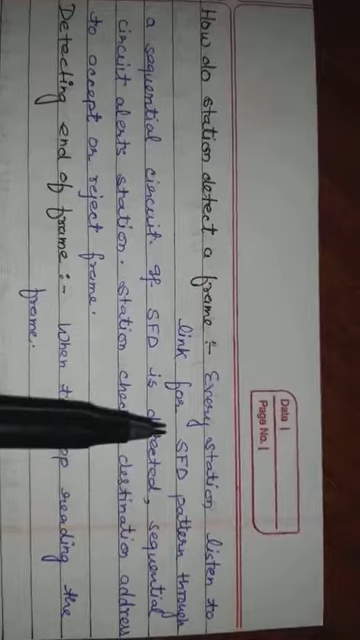 Date |
Page No. |
How do station detect a frame :- Every station listen to
link for SFD pattern through
a sequential circuit. If SFD is detected, sequential
circuit alerts station. Station destination address
to accept or reject frame.
Detecting end of frame :- When reading the
frame.